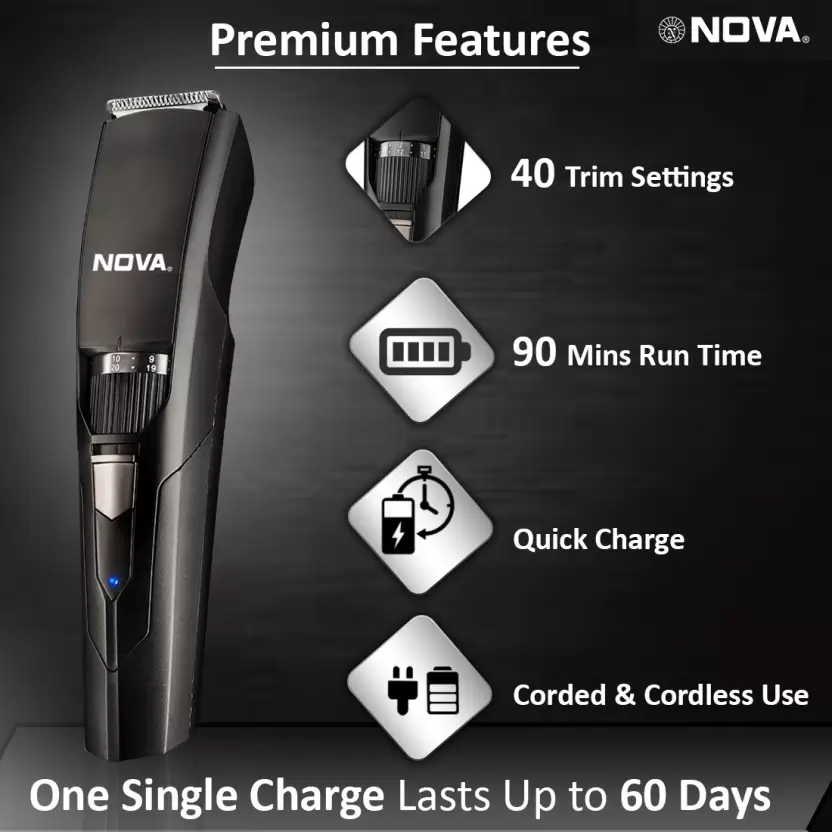 Premium Features
NOVA®
40 Trim Settings
NOVA®
90 Mins Run Time
10 9
20 19
Quick Charge
Corded & Cordless Use
One Single Charge Lasts Up to 60 Days